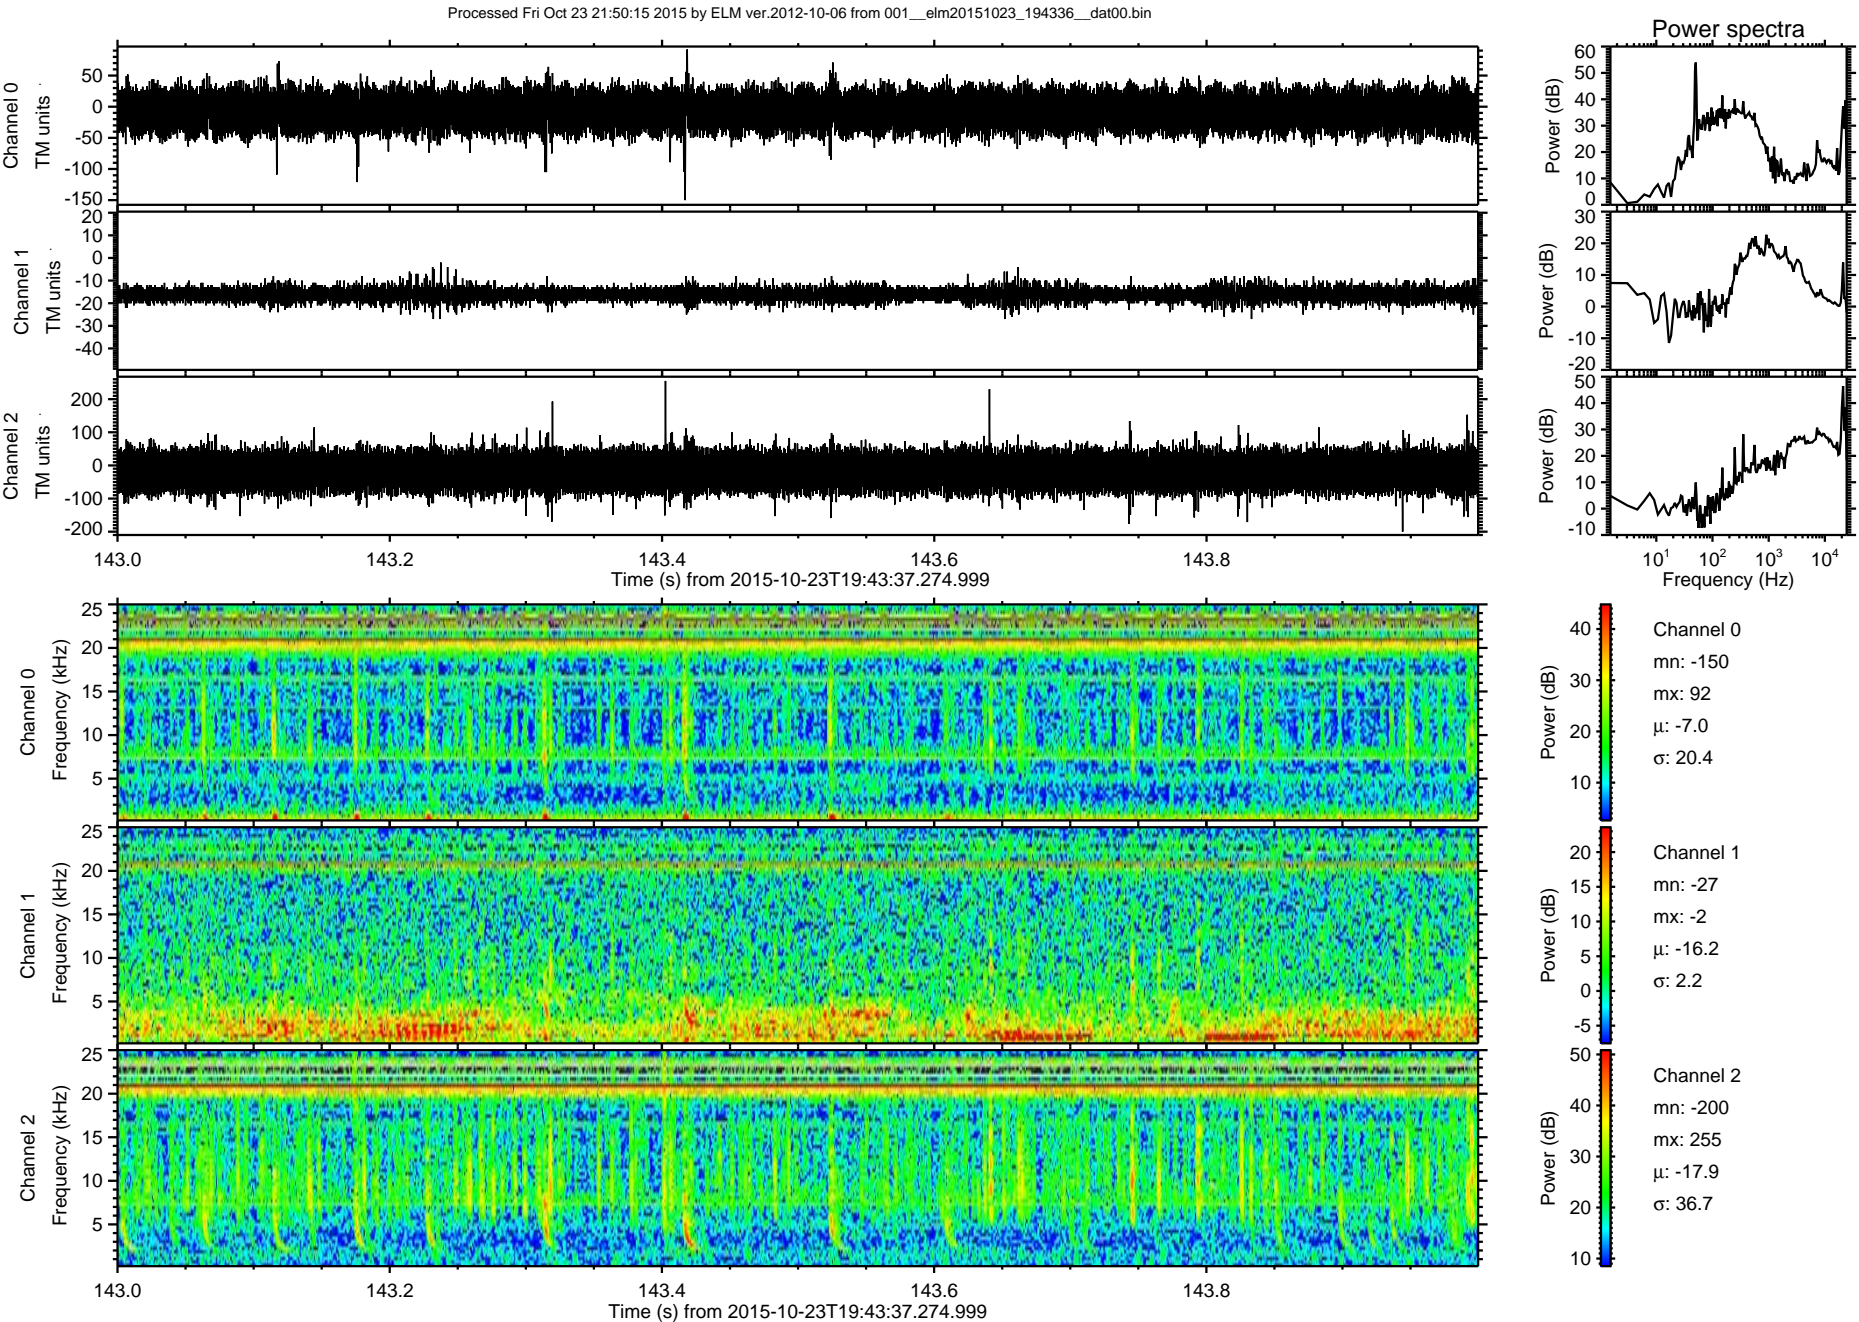 Processed Fri Oct 23 21:50:15 2015 by ELM ver.2012-10-06 from 001__elm20151023_194336__dat00.bin
Power spectra
Channel 0
TM units
50
0
-50
-100
-150
Power (dB)
60
50
40
30
20
10
0
Channel 1
TM units
20
10
0
-10
-20
-30
-40
Power (dB)
30
20
10
0
-10
-20
Channel 2
TM units
200
100
0
-100
-200
Power (dB)
50
40
30
20
10
0
-10
143.0 143.2 143.4 143.6 143.8
Time (s) from 2015-10-23T19:43:37.274.999
10^1 10^2 10^3 10^4
Frequency (Hz)
Channel 0
Frequency (kHz)
25
20
15
10
5
Power (dB)
40
30
20
10
Channel 0
mn: -150
mx: 92
μ: -7.0
σ: 20.4
Channel 1
Frequency (kHz)
25
20
15
10
5
Power (dB)
20
15
10
5
0
-5
Channel 1
mn: -27
mx: -2
μ: -16.2
σ: 2.2
Channel 2
Frequency (kHz)
25
20
15
10
5
Power (dB)
50
40
30
20
10
Channel 2
mn: -200
mx: 255
μ: -17.9
σ: 36.7
143.0 143.2 143.4 143.6 143.8
Time (s) from 2015-10-23T19:43:37.274.999